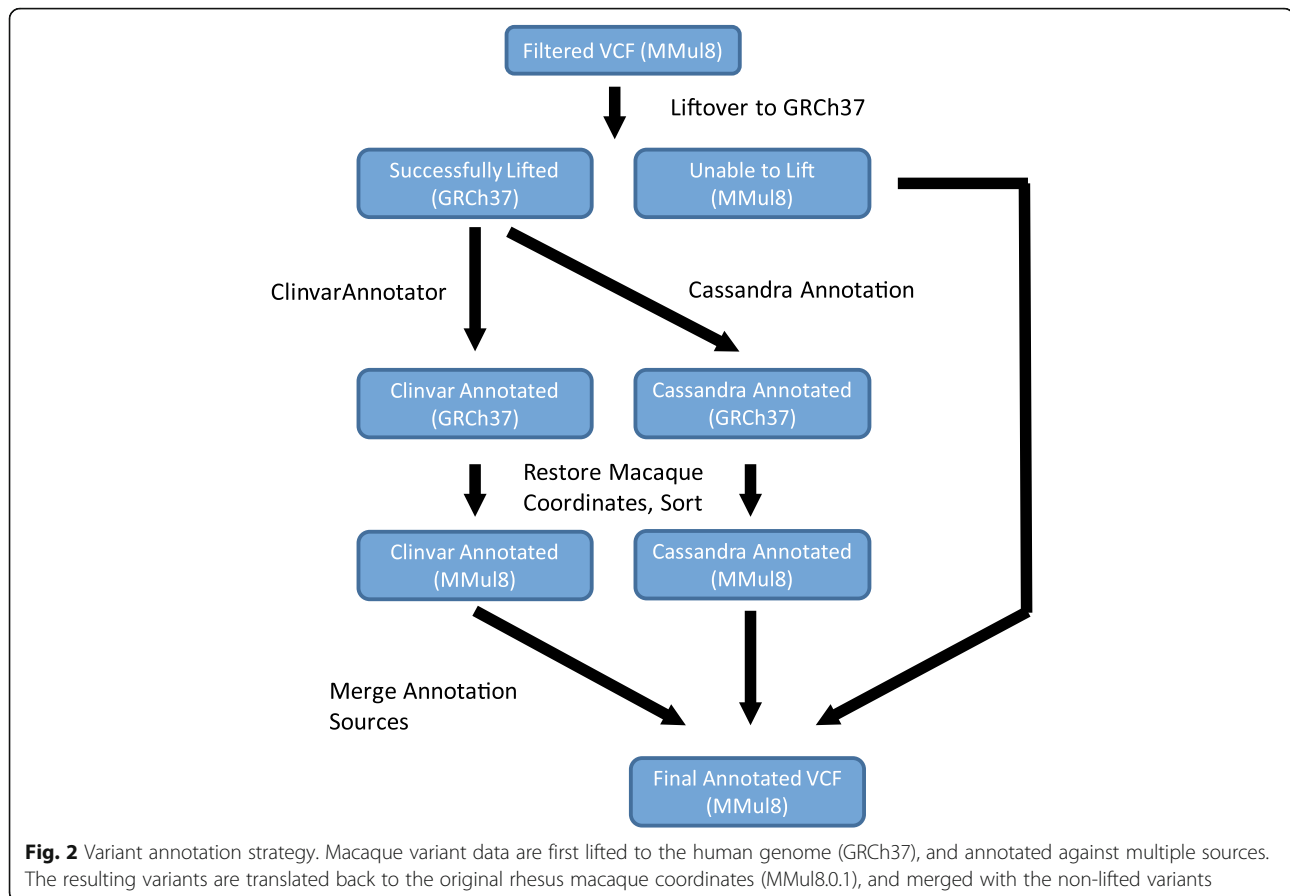 Filtered VCF (MMul8)
Liftover to GRCh37
Successfully Lifted
(GRCh37)
Unable to Lift
(MMul8)
ClinvarAnnotator
Cassandra Annotation
Clinvar Annotated
(GRCh37)
Cassandra Annotated
(GRCh37)
Restore Macaque
Coordinates, Sort
Clinvar Annotated
(MMul8)
Cassandra Annotated
(MMul8)
Merge Annotation
Sources
Final Annotated VCF
(MMul8)
Fig. 2 Variant annotation strategy. Macaque variant data are first lifted to the human genome (GRCh37), and annotated against multiple sources.
The resulting variants are translated back to the original rhesus macaque coordinates (MMul8.0.1), and merged with the non-lifted variants